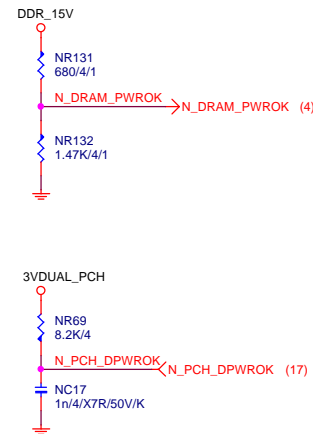 DDR_15V
NR131
680/4/1
N_DRAM_PWROK
N_DRAM_PWROK (4)
NR132
1.47K/4/1
3VDUAL_PCH
NR69
8.2K/4
N_PCH_DPWROK
N_PCH_DPWROK (17)
NC17
1n/4/X7R/50V/K